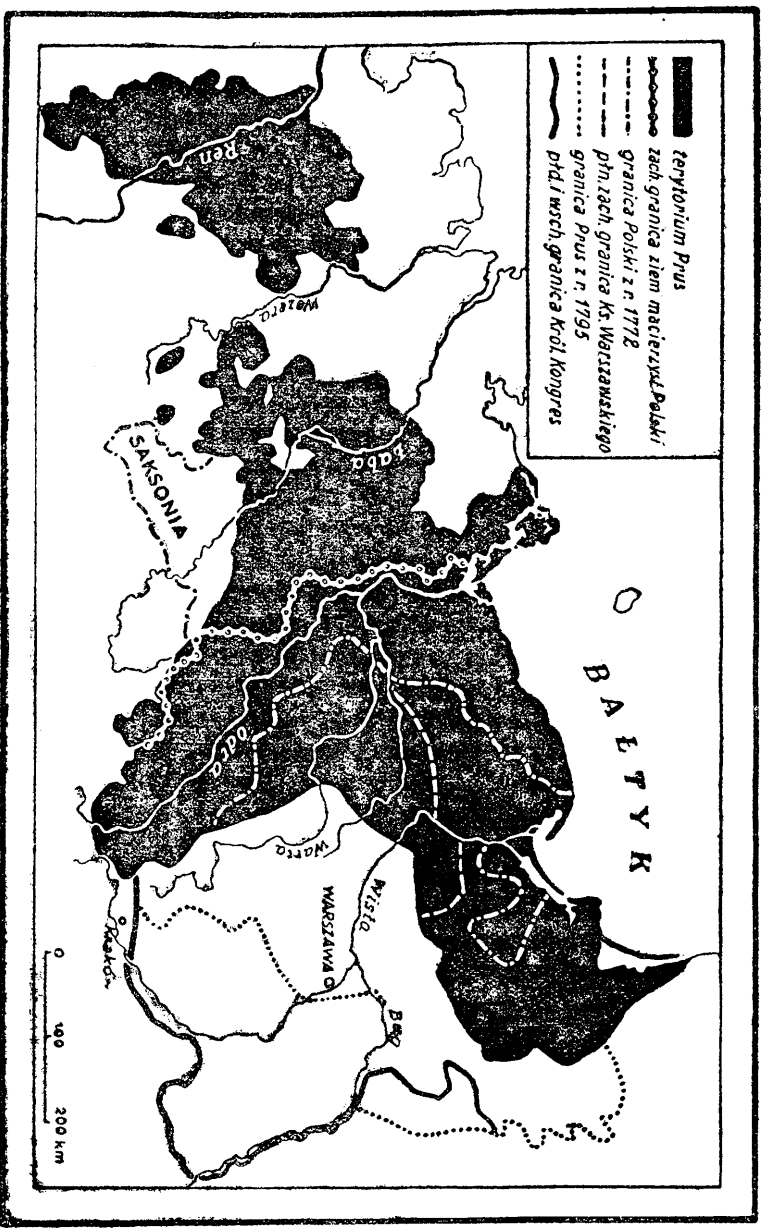 terytorium Prus
zach. granica ziem macierzyst. Polski
granica Polski z r. 1772
płn. zach. granica Ks. Warszawskiego
granica Prus z r. 1795
płd. i wsch. granica Król. Kongres
BAŁTYK
Ren
Wezera
Łaba
SAKSONIA
Odra
Warta
Wisła
WARSZAWA
Bug
Kraków
0 100 200 km